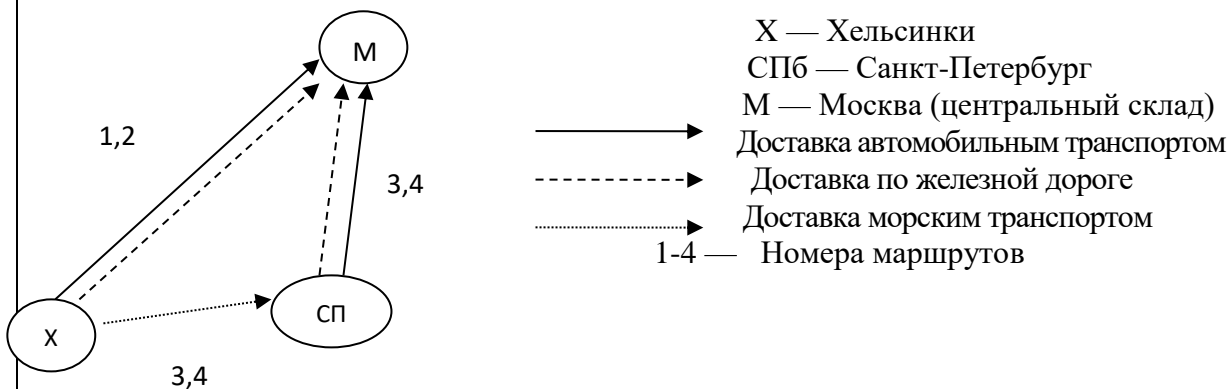 М
1,2
3,4
СП
Х
3,4
Х — Хельсинки
СПб — Санкт-Петербург
М — Москва (центральный склад)
Доставка автомобильным транспортом
Доставка по железной дороге
Доставка морским транспортом
1-4 — Номера маршрутов